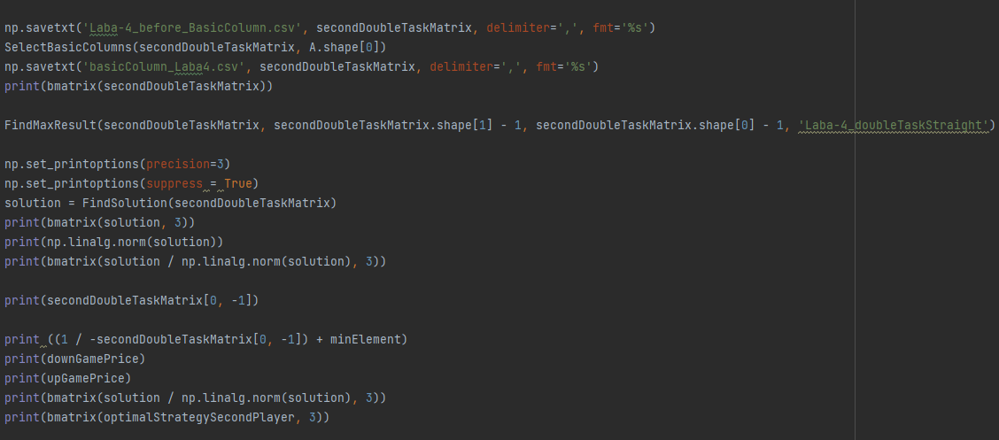 np.savetxt('Laba-4_before_BasicColumn.csv', secondDoubleTaskMatrix, delimiter=',', fmt='%s')
SelectBasicColumns(secondDoubleTaskMatrix, A.shape[0])
np.savetxt('basicColumn_Laba4.csv', secondDoubleTaskMatrix, delimiter=',', fmt='%s')
print(bmatrix(secondDoubleTaskMatrix))
FindMaxResult(secondDoubleTaskMatrix, secondDoubleTaskMatrix.shape[1] - 1, secondDoubleTaskMatrix.shape[0] - 1, 'Laba-4_doubleTaskStraight')
np.set_printoptions(precision=3)
np.set_printoptions(suppress = True)
solution = FindSolution(secondDoubleTaskMatrix)
print(bmatrix(solution, 3))
print(np.linalg.norm(solution))
print(bmatrix(solution / np.linalg.norm(solution), 3))
print(secondDoubleTaskMatrix[0, -1])
print ((1 / -secondDoubleTaskMatrix[0, -1]) + minElement)
print(downGamePrice)
print(upGamePrice)
print(bmatrix(solution / np.linalg.norm(solution), 3))
print(bmatrix(optimalStrategySecondPlayer, 3))